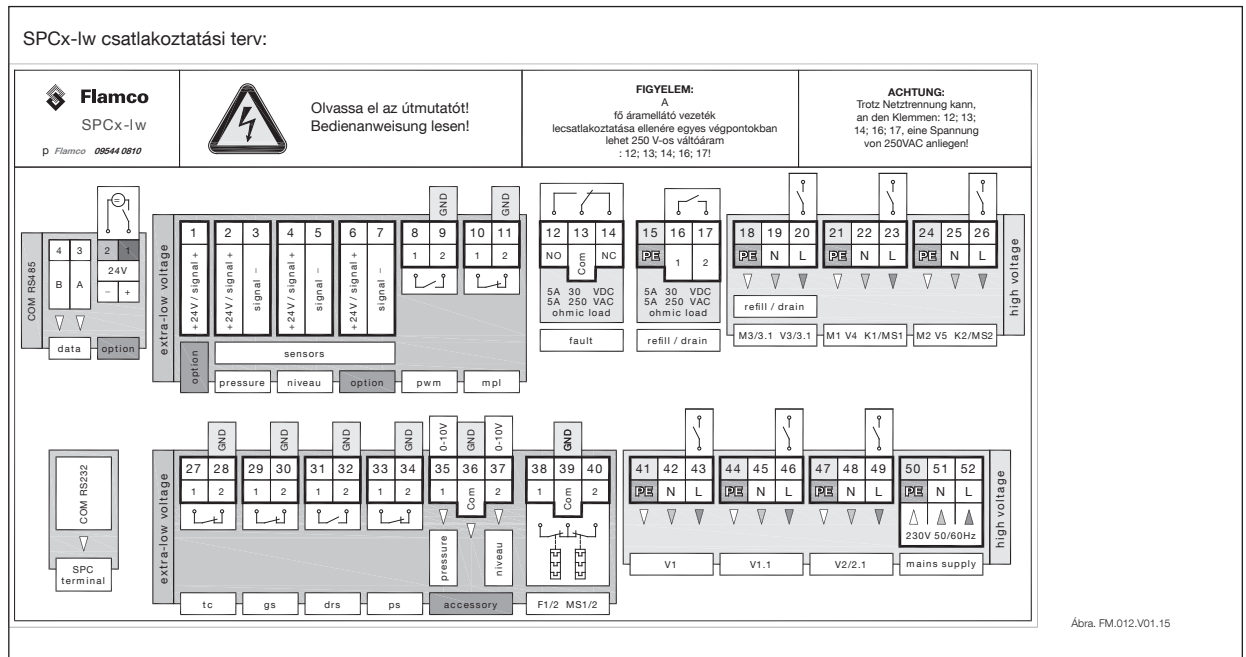 SPCx-lw csatlakoztatási terv:
Flamco
SPCx-lw
p Flamco 09544 0810
Olvassa el az útmutatót!
Bedienanweisung lesen!
FIGYELEM:
A
fő áramellátó vezeték
lecsatlakoztatása ellenére egyes végpontokban
lehet 250 V-os váltóáram
: 12; 13; 14; 16; 17!
ACHTUNG:
Trotz Netztrennung kann,
an den Klemmen: 12; 13;
14; 16; 17, eine Spannung
von 250VAC anliegen!
COM RS485
4 3
B A
data
2 1
24V
– +
option
extra-low voltage
1 2 3 4 5 6 7
+24V / signal +
+24V / signal +
signal –
+24V / signal +
signal –
+24V / signal +
signal –
option
sensors
pressure niveau option
GND
8 9
1 2
pwm
GND
10 11
1 2
mpl
12 13 14
NO Com NC
5A 30 VDC
5A 250 VAC
ohmic load
fault
15 16 17
PE 1 2
5A 30 VDC
5A 250 VAC
ohmic load
refill / drain
18 19 20
PE N L
refill / drain
M3/3.1 V3/3.1
21 22 23
PE N L
M1 V4 K1/MS1
24 25 26
PE N L
M2 V5 K2/MS2
high voltage
COM RS232
SPC
terminal
extra-low voltage
GND
27 28
1 2
tc
GND
29 30
1 2
gs
GND
31 32
1 2
drs
GND
33 34
1 2
ps
0-10V GND 0-10V
35 36 37
1 Com 2
pressure
niveau
accessory
GND
38 39 40
1 Com 2
F1/2 MS1/2
41 42 43
PE N L
V1
44 45 46
PE N L
V1.1
47 48 49
PE N L
V2/2.1
50 51 52
PE N L
230V 50/60Hz
mains supply
high voltage
Ábra. FM.012.V01.15